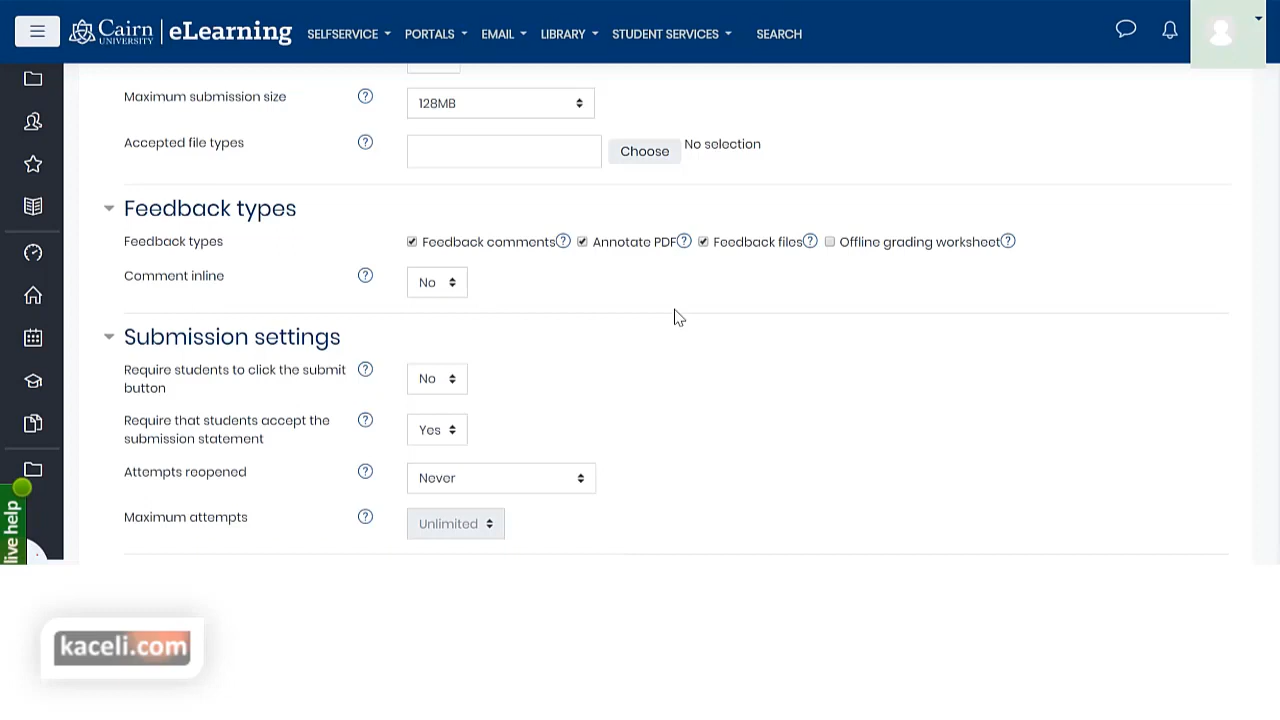 Cairn UNIVERSITY eLearning SELFSERVICE PORTALS EMAIL LIBRARY STUDENT SERVICES SEARCH
Maximum submission size ? 128MB
Accepted file types ? Choose No selection
Feedback types
Feedback types Feedback comments ? Annotate PDF ? Feedback files ? Offline grading worksheet ?
Comment inline ? No
Submission settings
Require students to click the submit
button ? No
Require that students accept the
submission statement ? Yes
Attempts reopened ? Never
Maximum attempts ? Unlimited
live help
kaceli.com